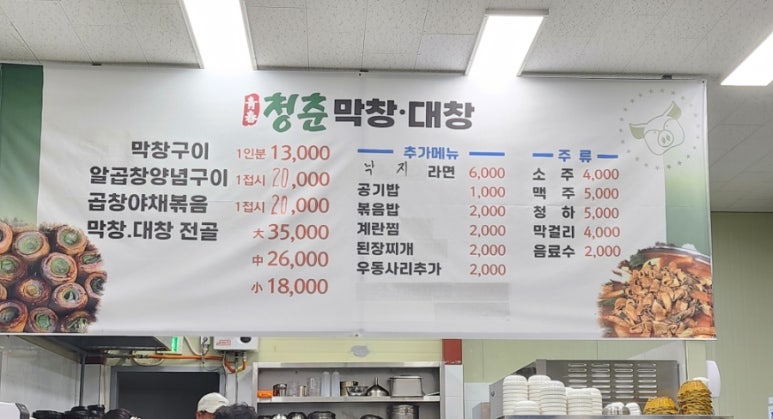 青春 청춘 막창·대창
막창구이 1인분 13,000
알곱창양념구이 1접시 20,000
곱창야채볶음 1접시 20,000
막창.대창 전골 大 35,000
中 26,000
小 18,000
추가메뉴
낙지라면 6,000
공기밥 1,000
볶음밥 2,000
계란찜 2,000
된장찌개 2,000
우동사리추가 2,000
주류
소주 4,000
맥주 5,000
청하 5,000
막걸리 4,000
음료수 2,000